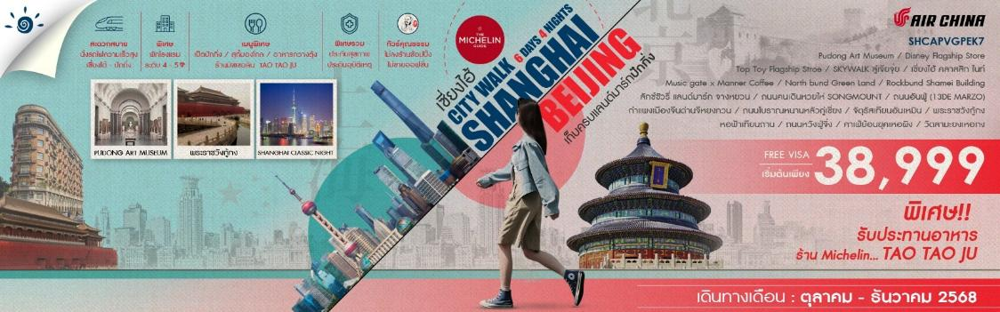 สะดวกสบาย
นั่งรถไฟความเร็วสูง
เซี่ยงไฮ้ - ปักกิ่ง
พิเศษ
พักโรงแรม
ระดับ 4 - 5
เมนูพิเศษ
เป็ดปักกิ่ง / สุกี้มองโกล / อาหารกวางตุ้ง
ร้านมิชลิน TAO TAO JU
พิเศษรวม
ประกันสุขภาพ
ประกันอุบัติเหตุ
ทัวร์คุณธรรม
ไม่ลงร้านช้อปปิ้ง
ไม่ขายออฟชั่น
THE
MICHELIN
GUIDE
PUDONG ART MUSEUM
พระราชวังกู้กง
SHANGHAI CLASSIC NIGHT
เซี่ยงไฮ้
CITY WALK 6 DAYS 4 NIGHTS
SHANGHAI
BEIJING
เก็บครบแลนด์มาร์กปักกิ่ง
AIR CHINA
SHCAPVGPEK7
Pudong Art Museum / Disney Flagship Store
Top Toy Flagship Stroe / SKYWALK ลู่เจียจุ่ย / เซี่ยงไฮ้ คลาสสิก ไนท์
Music gate x Manner Coffee / North bund Green Land / Rockbund Shamei Building
ลักซ์ชัวรี่ แลนด์มาร์ค จางหยวน / ถนนคนเดินหวยไห่ SONGMOUNT / ถนนอันฝู (13DE MARZO)
กำแพงเมืองจีนด่านจีหยงกวน / ถนนโบราณหนานหลัวกู่เซียง / จัตุรัสเทียนอันเหมิน / พระราชวังกู้กง
หอฟ้าเทียนถาน / ถนนหวังฝู่จิ่ง / คาเฟ่ย้อนยุคเหอผิง / วัดลามะยงเหอกง
FREE VISA
เริ่มต้นเพียง
38,999
พิเศษ!!
รับประทานอาหาร
ร้าน Michelin... TAO TAO JU
เดินทางเดือน : ตุลาคม - ธันวาคม 2568